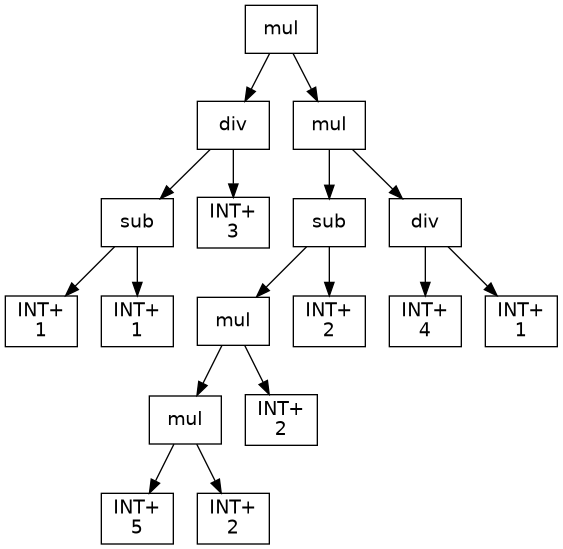 mul
div
mul
sub
INT+
3
sub
div
INT+
1
INT+
1
mul
INT+
2
INT+
4
INT+
1
mul
INT+
2
INT+
5
INT+
2